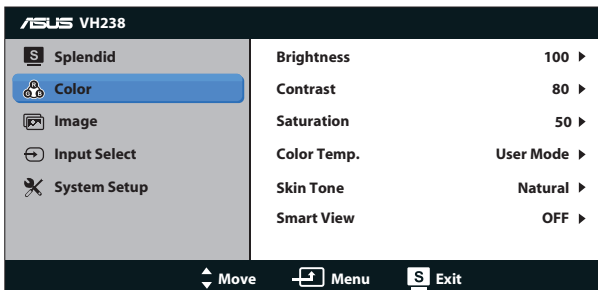 ASUS VH238
S Splendid
Color
Image
Input Select
System Setup
Brightness 100
Contrast 80
Saturation 50
Color Temp. User Mode
Skin Tone Natural
Smart View OFF
Move Menu S Exit